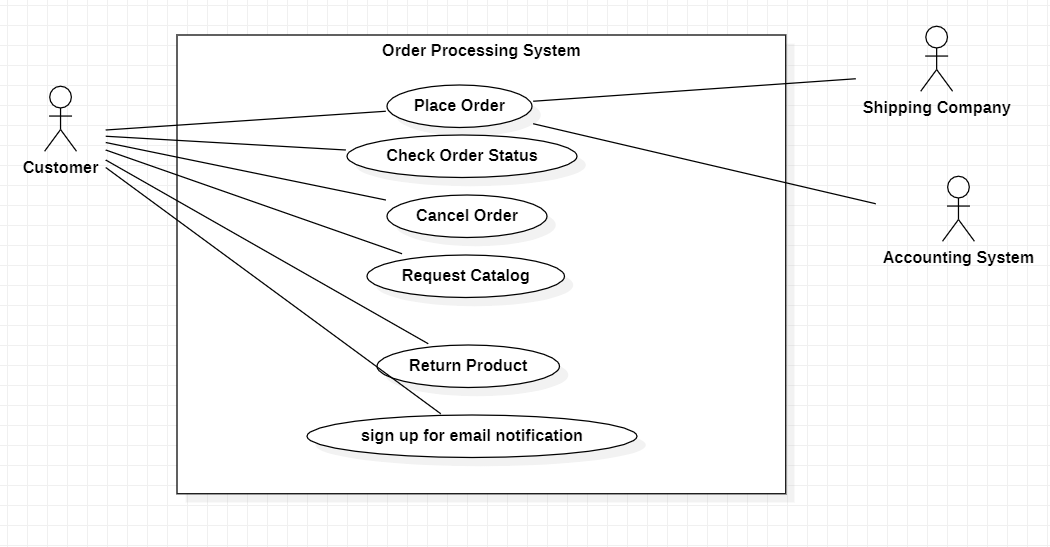 Order Processing System
Customer
Place Order
Check Order Status
Cancel Order
Request Catalog
Return Product
sign up for email notification
Shipping Company
Accounting System